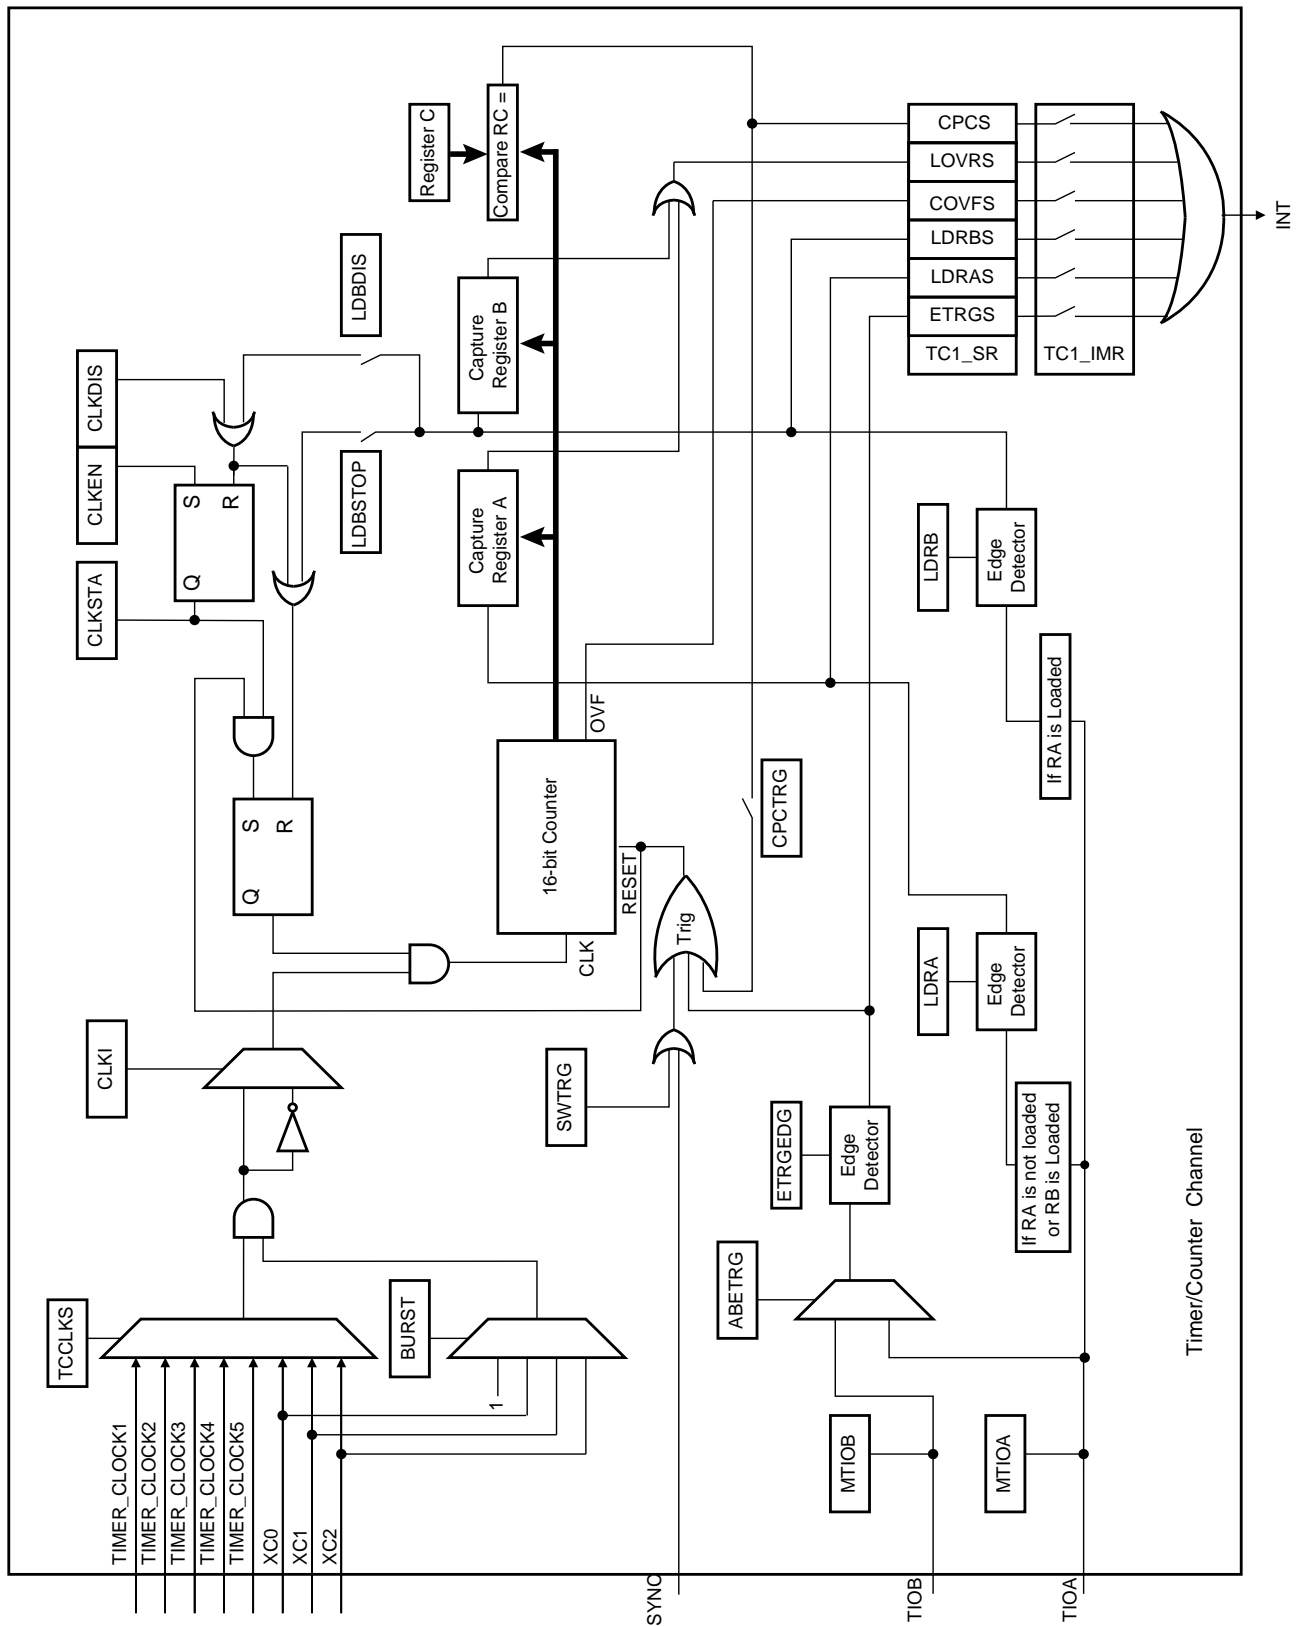 TCCLKS
CLKI
CLKSTA
CLKEN
CLKDIS
TIMER_CLOCK1
TIMER_CLOCK2
TIMER_CLOCK3
TIMER_CLOCK4
TIMER_CLOCK5
XC0
XC1
XC2
Q
S
R
Q
S
R
LDBSTOP
LDBDIS
BURST
1
Register C
Capture
Register A
Capture
Register B
Compare RC =
16-bit Counter
CLK
OVF
RESET
SWTRG
Trig
SYNC
CPCTRG
ABETRG
ETRGEDG
Edge
Detector
MTIOB
TIOB
LDRA
Edge
Detector
LDRB
Edge
Detector
CPCS
LOVRS
COVFS
LDRBS
LDRAS
ETRGS
TC1_SR
TC1_IMR
MTIOA
If RA is not loaded
or RB is Loaded
If RA is Loaded
TIOA
Timer/Counter Channel
INT